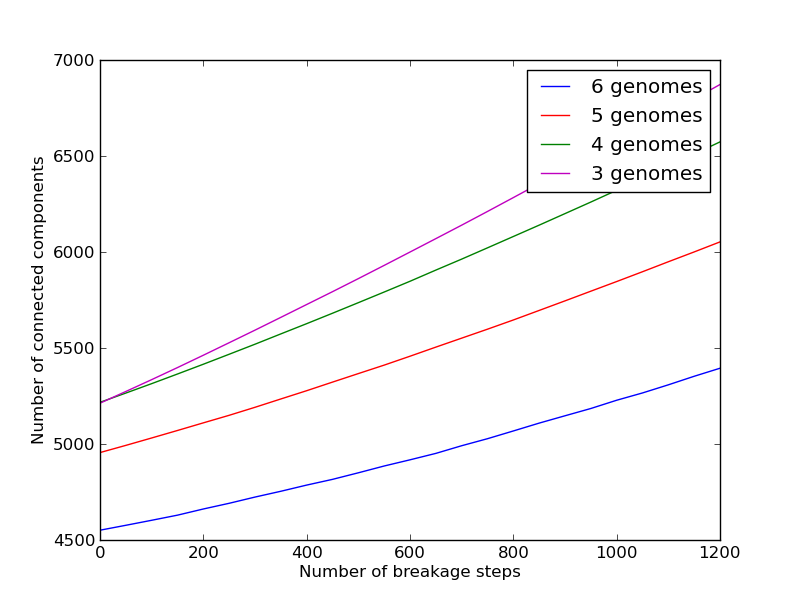 7000
6500
6000
5500
5000
4500
0 200 400 600 800 1000 1200
Number of connected components
Number of breakage steps
6 genomes
5 genomes
4 genomes
3 genomes